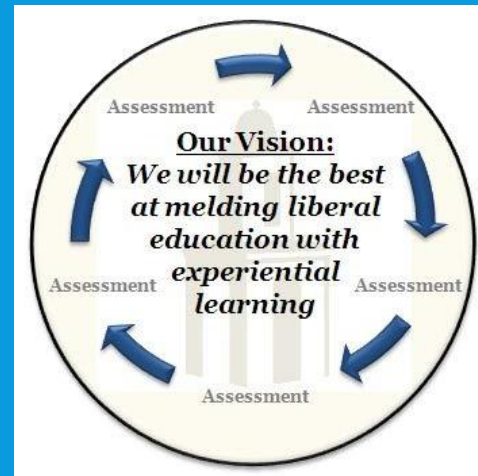 Assessment Assessment
Our Vision:
We will be the best
at melding liberal
education with
experiential
Assessment Assessment
learning
Assessment